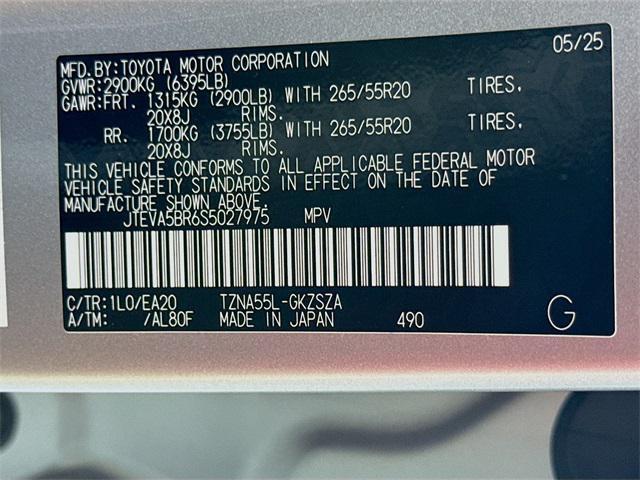 05/25
MFD.BY:TOYOTA MOTOR CORPORATION
GVWR:2900KG (6395LB)
GAWR:FRT. 1315KG (2900LB) WITH 265/55R20 TIRES.
20X8J RIMS.
RR. 1700KG (3755LB) WITH 265/55R20 TIRES.
20X8J RIMS.
THIS VEHICLE CONFORMS TO ALL APPLICABLE FEDERAL MOTOR
VEHICLE SAFETY STANDARDS IN EFFECT ON THE DATE OF
MANUFACTURE SHOWN ABOVE.
JTEVA5BR6S5027975 MPV
C/TR:1L0/EA20 TZNA55L-GKZSZA
A/TM: /AL80F MADE IN JAPAN 490 G